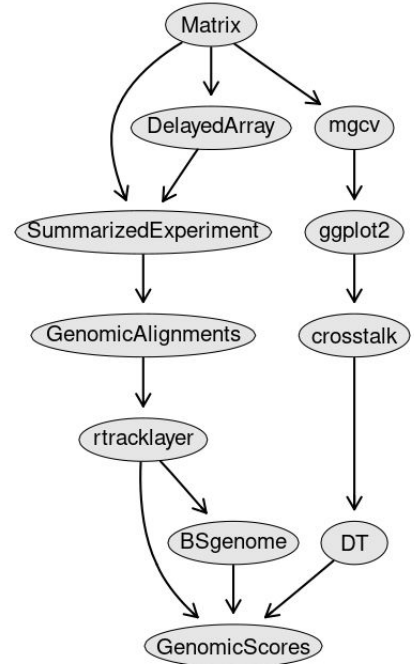 Matrix
DelayedArray
mgcv
SummarizedExperiment
ggplot2
GenomicAlignments
crosstalk
rtracklayer
BSgenome
DT
GenomicScores